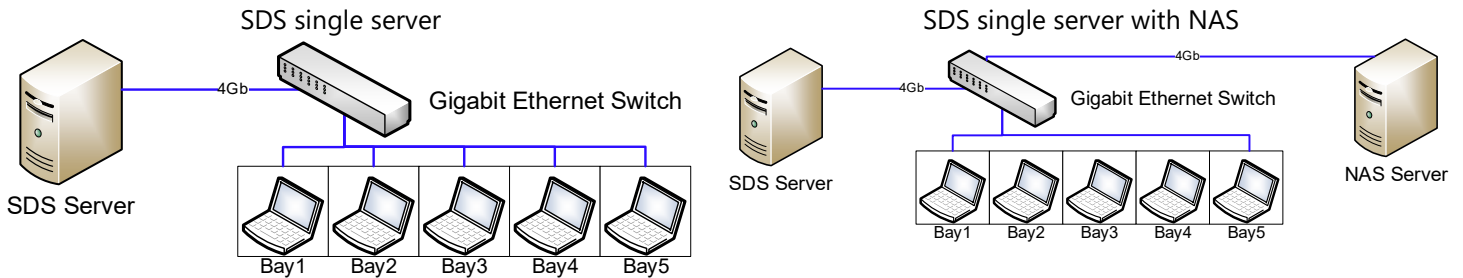 SDS single server
4Gb
Gigabit Ethernet Switch
SDS Server
Bay1 Bay2 Bay3 Bay4 Bay5
SDS single server with NAS
4Gb
4Gb
Gigabit Ethernet Switch
SDS Server
NAS Server
Bay1 Bay2 Bay3 Bay4 Bay5